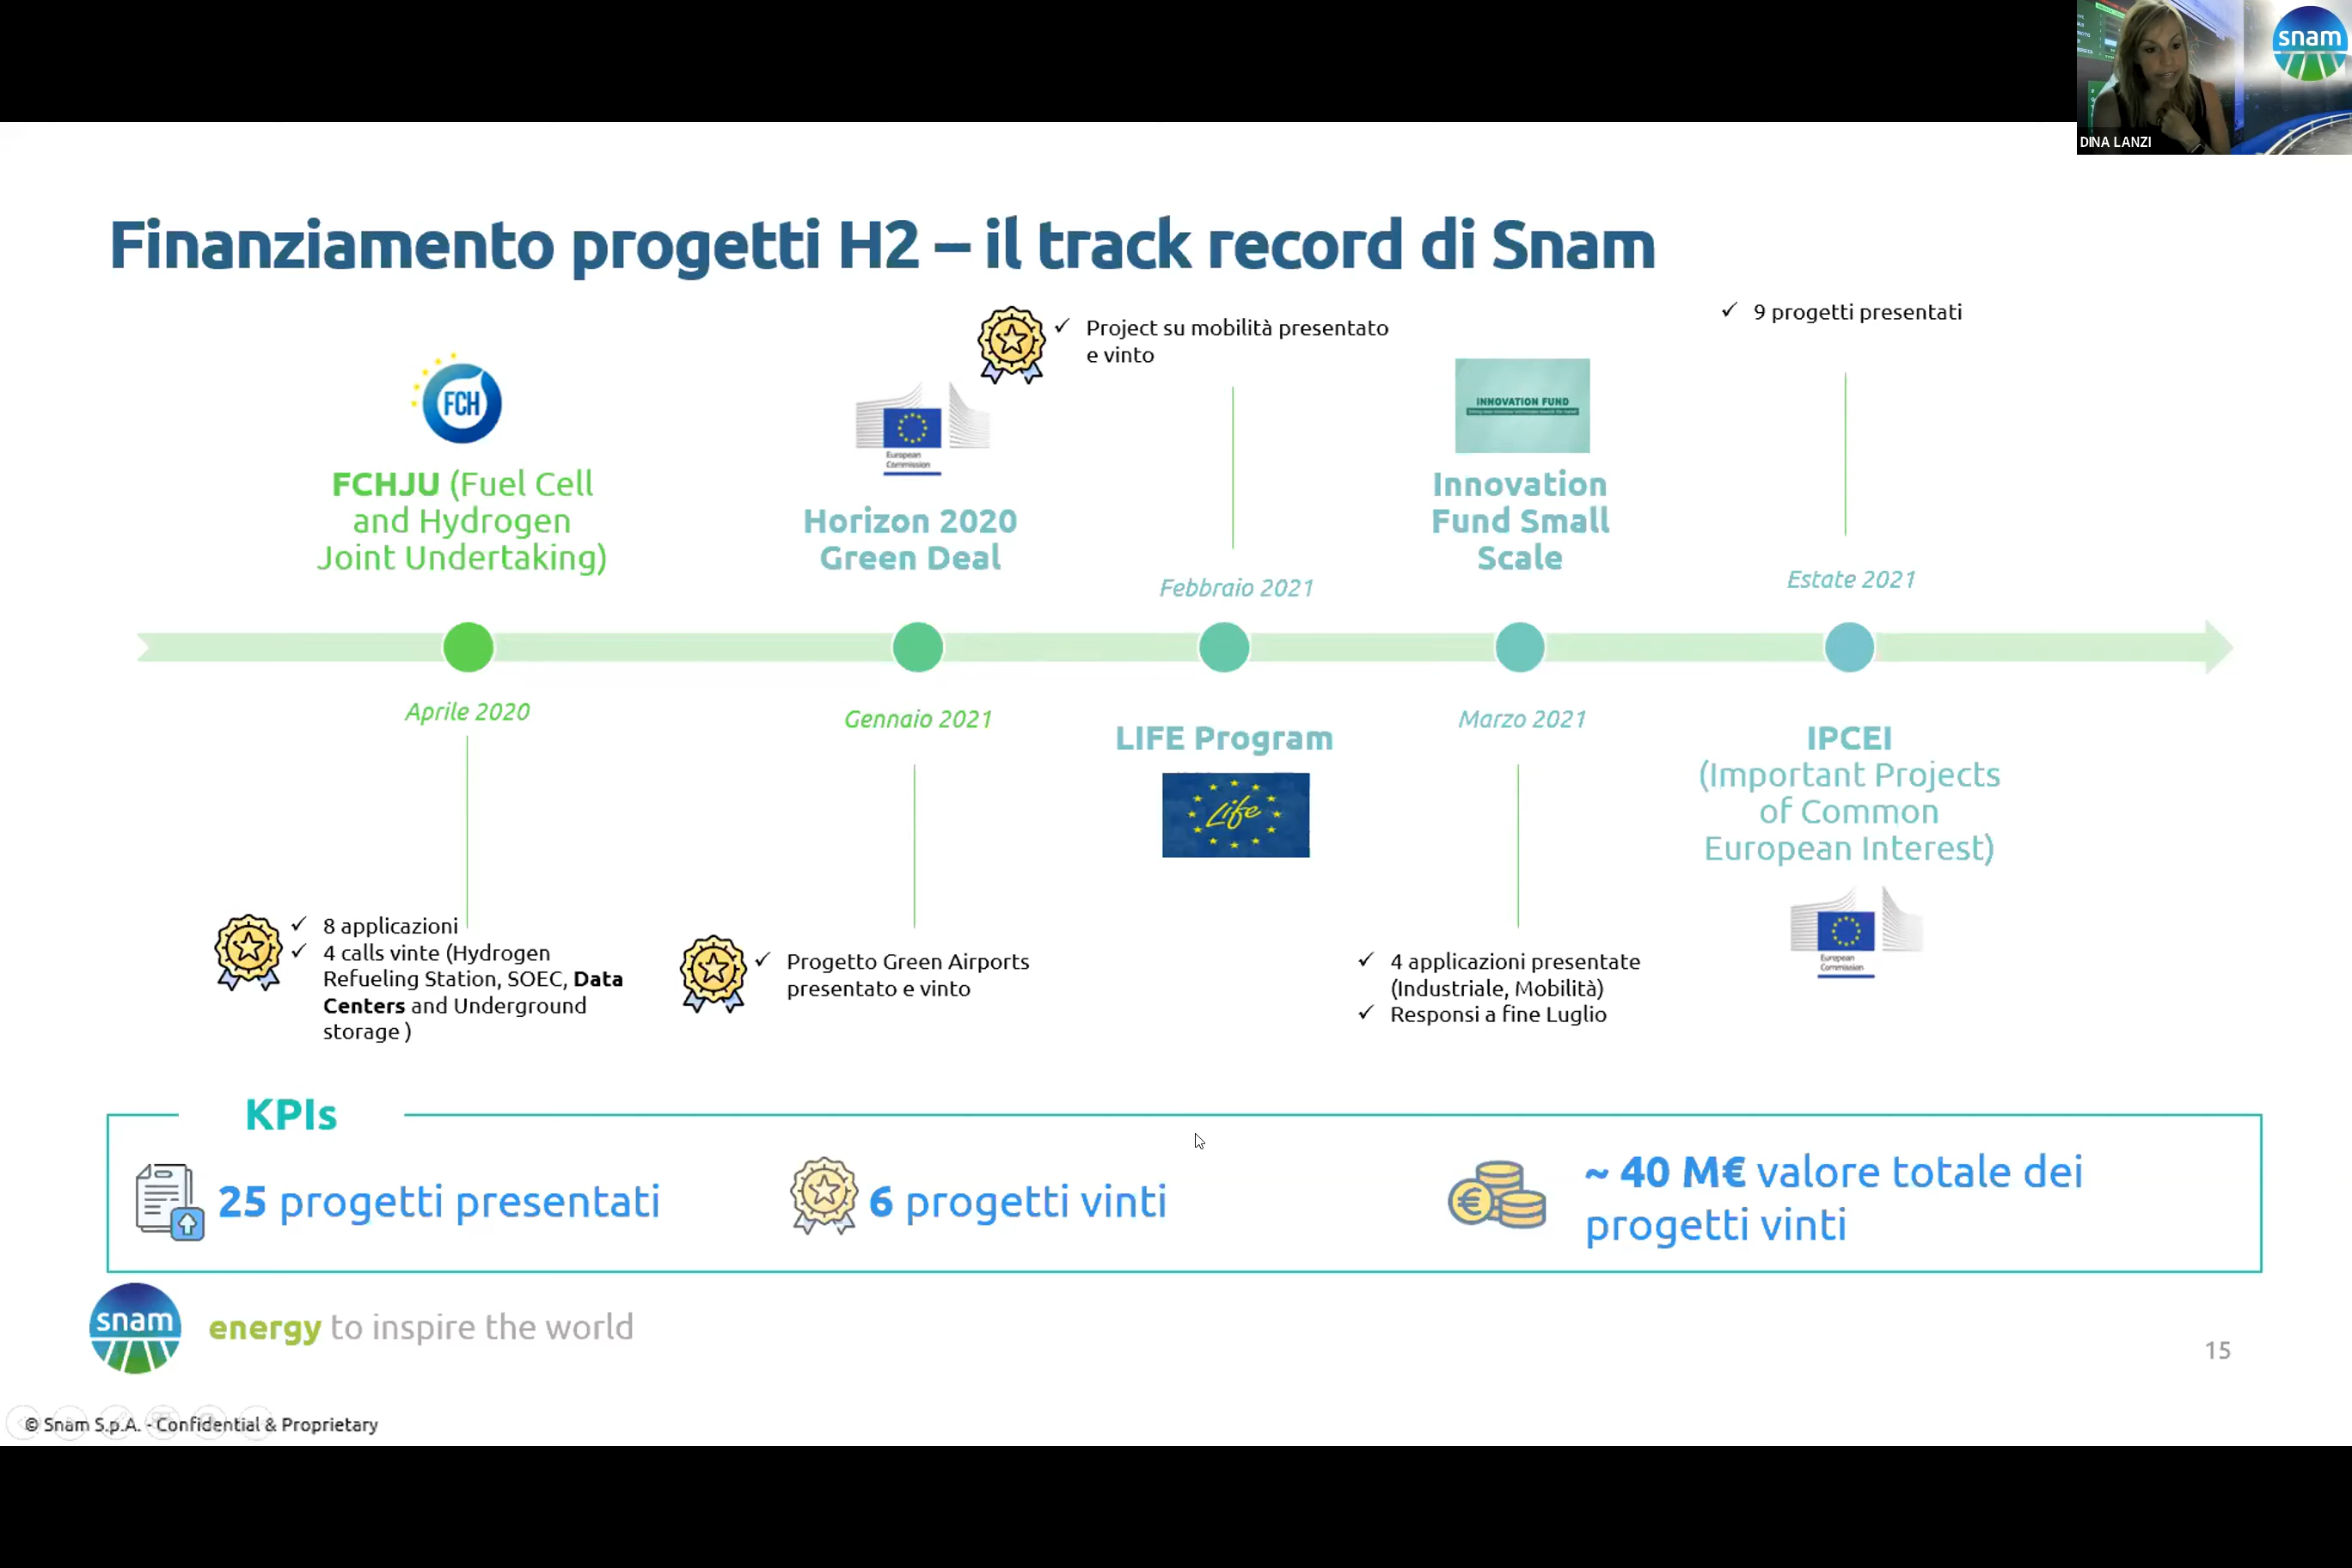 snam
DINA LANZI
Finanziamento progetti H2 – il track record di Snam
FCH
FCHJU (Fuel Cell
and Hydrogen
Joint Undertaking)
Aprile 2020
✓ 8 applicazioni
✓ 4 calls vinte (Hydrogen
Refueling Station, SOEC, Data
Centers and Underground
storage )
European
Commission
Horizon 2020
Green Deal
Gennaio 2021
✓ Progetto Green Airports
presentato e vinto
✓ Project su mobilità presentato
e vinto
Febbraio 2021
LIFE Program
Life
INNOVATION FUND
Innovation
Fund Small
Scale
Marzo 2021
✓ 4 applicazioni presentate
(Industriale, Mobilità)
✓ Responsi a fine Luglio
✓ 9 progetti presentati
Estate 2021
IPCEI
(Important Projects
of Common
European Interest)
European
Commission
KPIs
25 progetti presentati
6 progetti vinti
~ 40 M€ valore totale dei
progetti vinti
snam
energy to inspire the world
15
© Snam S.p.A. - Confidential & Proprietary